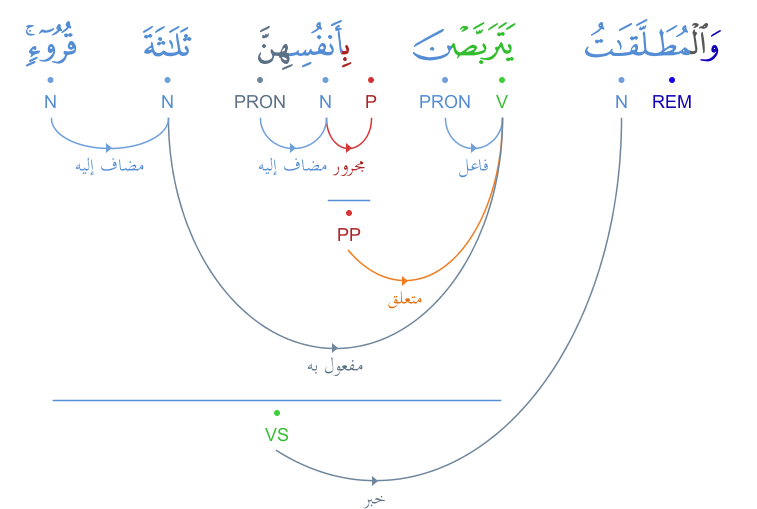 وَٱلْمُطَلَّقَـٰتُ يَتَرَبَّصْنَ بِأَنفُسِهِنَّ ثَلَـٰثَةَ قُرُوٓءٍ ۚ
REM N V PRON P N PRON N N
فاعل مجرور مضاف إليه مضاف إليه
PP
متعلق
مفعول به
VS
خبر